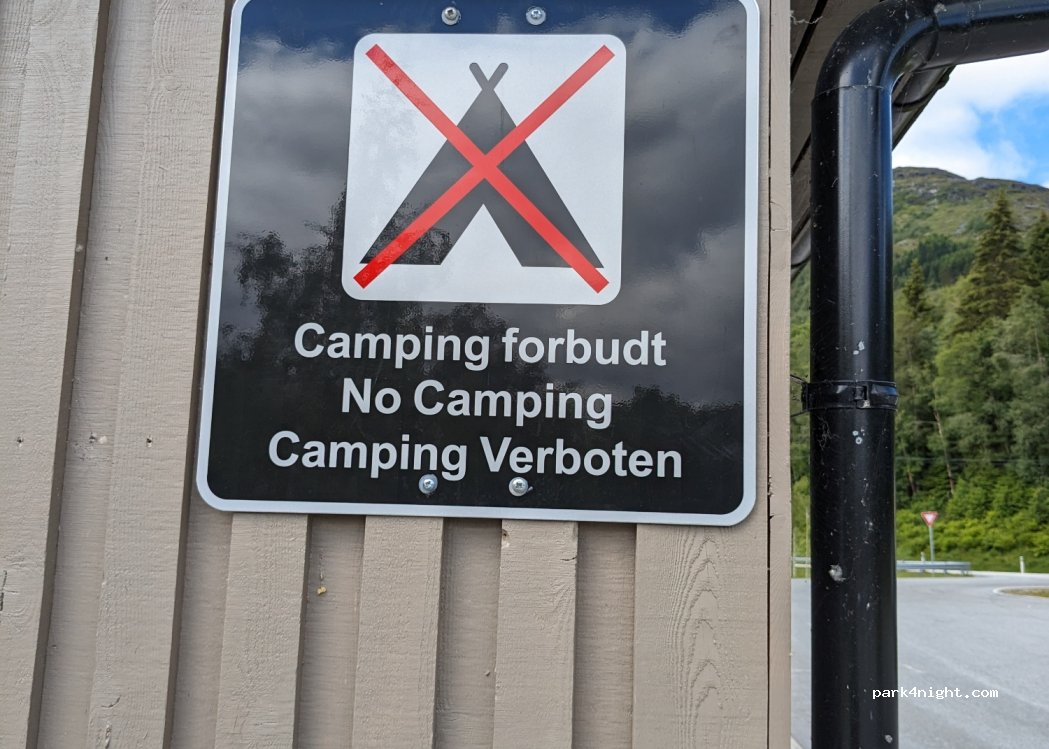 Camping forbudt
No Camping
Camping Verboten
park4night.com